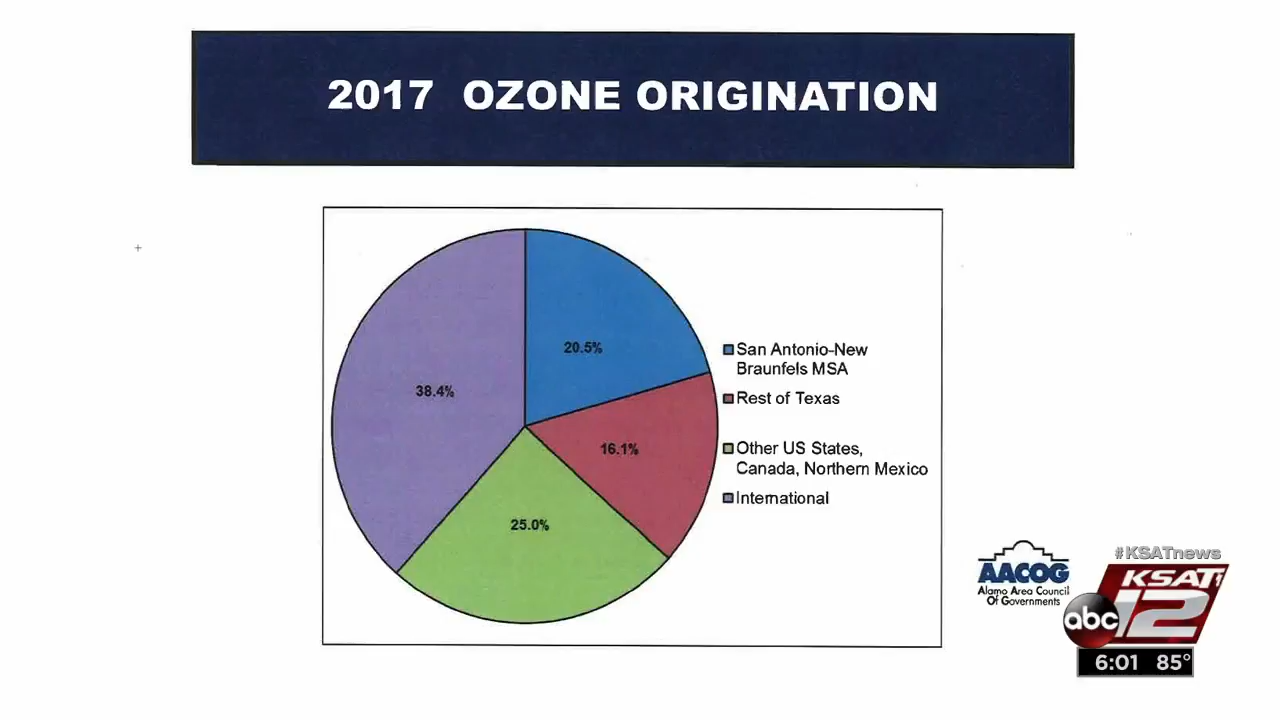 2017 OZONE ORIGINATION
20.5%
38.4%
16.1%
25.0%
San Antonio-New
Braunfels MSA
Rest of Texas
Other US States,
Canada, Northern Mexico
International
AACOG
Alamo Area Council
Of Governments
#KSATnews
KSAT
12
abc
6:01 85°